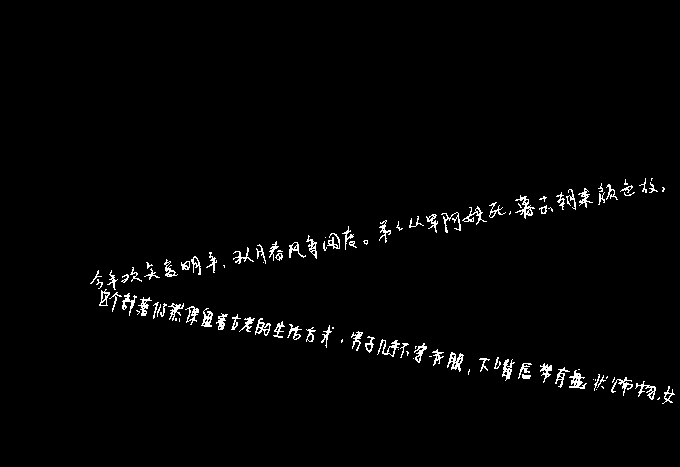 今年欢笑复明年，秋月春风等闲度。弟走从军阿姨死，暮去朝来颜色故。
这个部落仍然保留着古老的生活方式，男子几乎不穿衣服，下嘴唇带有盘状饰物，女